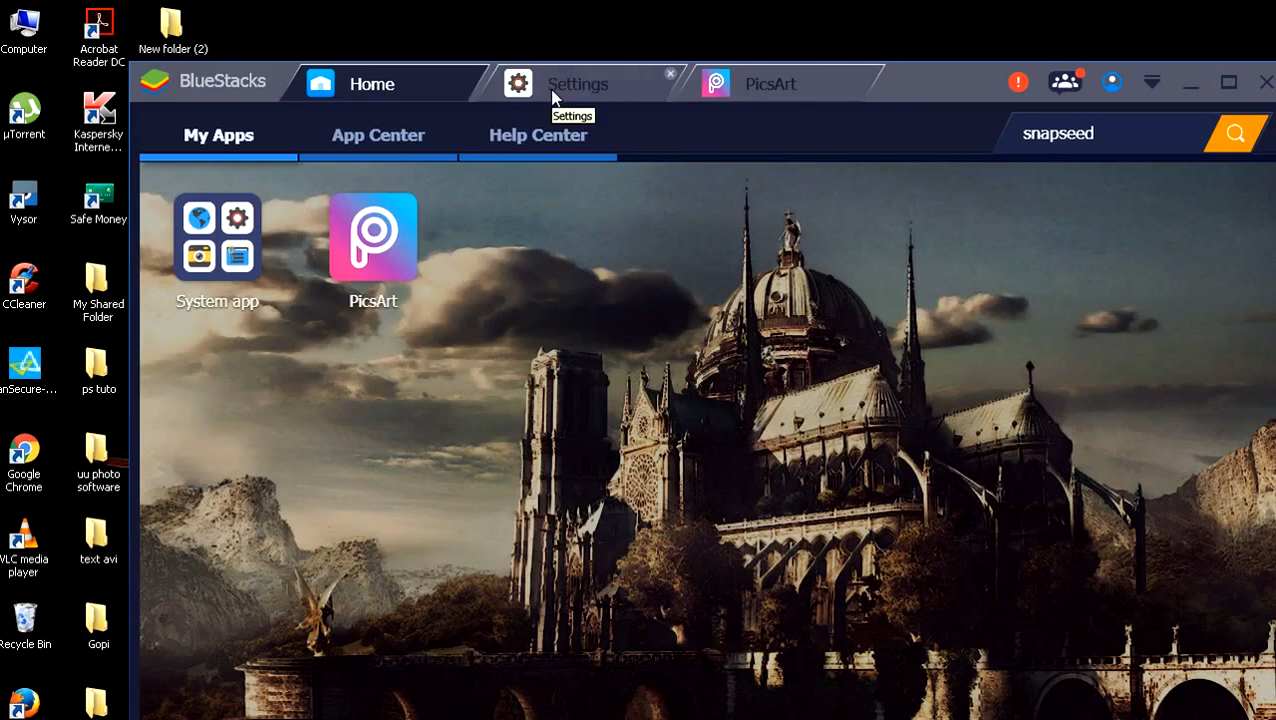 Computer
Acrobat
Reader DC
New folder (2)
µTorrent
Kaspersky
Interne...
Vysor
Safe Money
CCleaner
My Shared
Folder
anSecure-...
ps tuto
Google
Chrome
uu photo
software
VLC media
player
text avi
Recycle Bin
Gopi
BlueStacks
Home
Settings
PicsArt
Settings
My Apps
App Center
Help Center
snapseed
System app
PicsArt